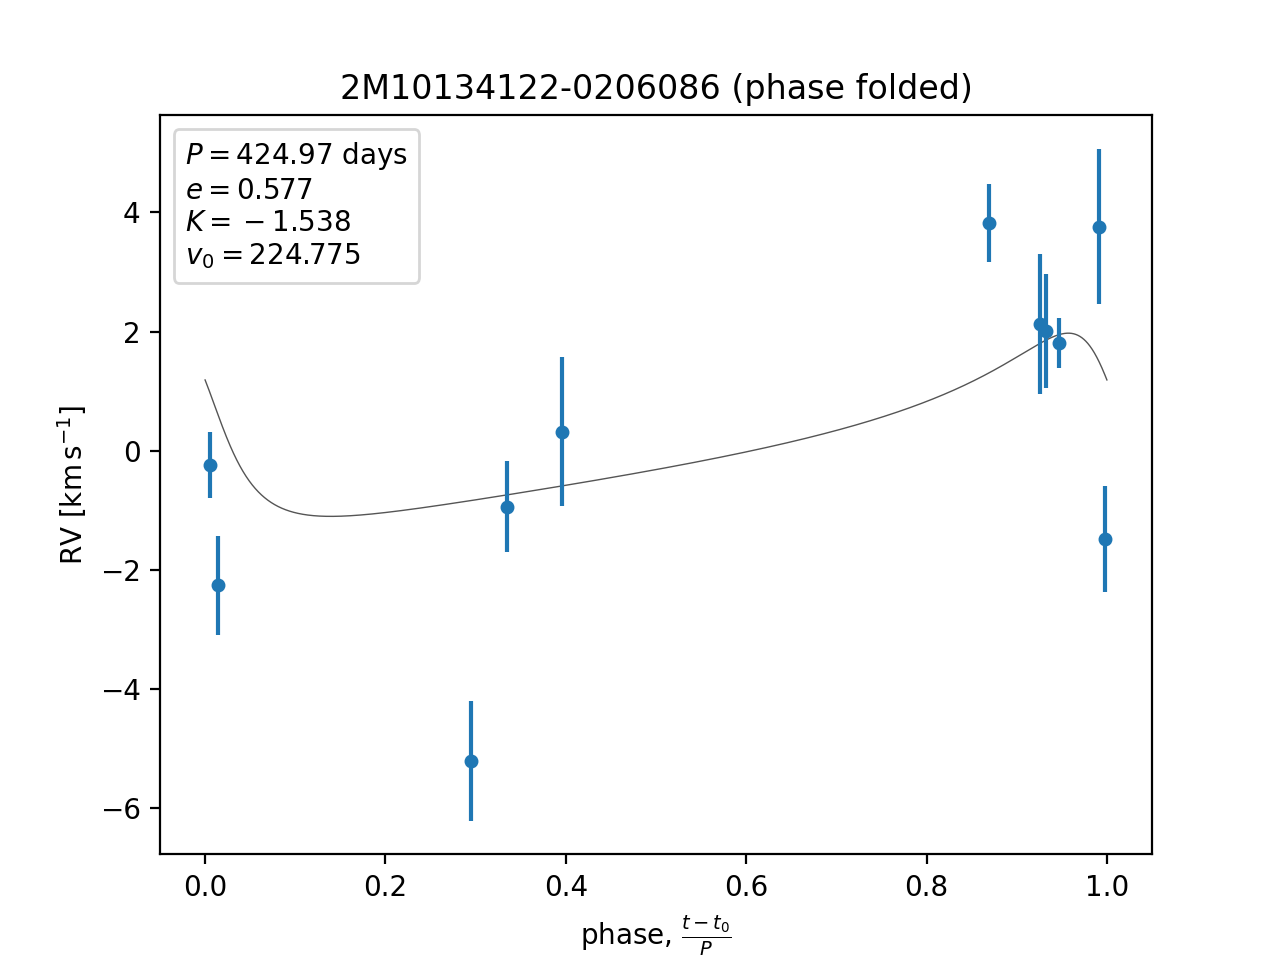 2M10134122-0206086 (phase folded)
P = 424.97 days
e = 0.577
K = −1.538
v₀ = 224.775
4
2
0
−2
−4
−6
RV [km s⁻¹]
0.0 0.2 0.4 0.6 0.8 1.0
phase, (t − t₀)/P